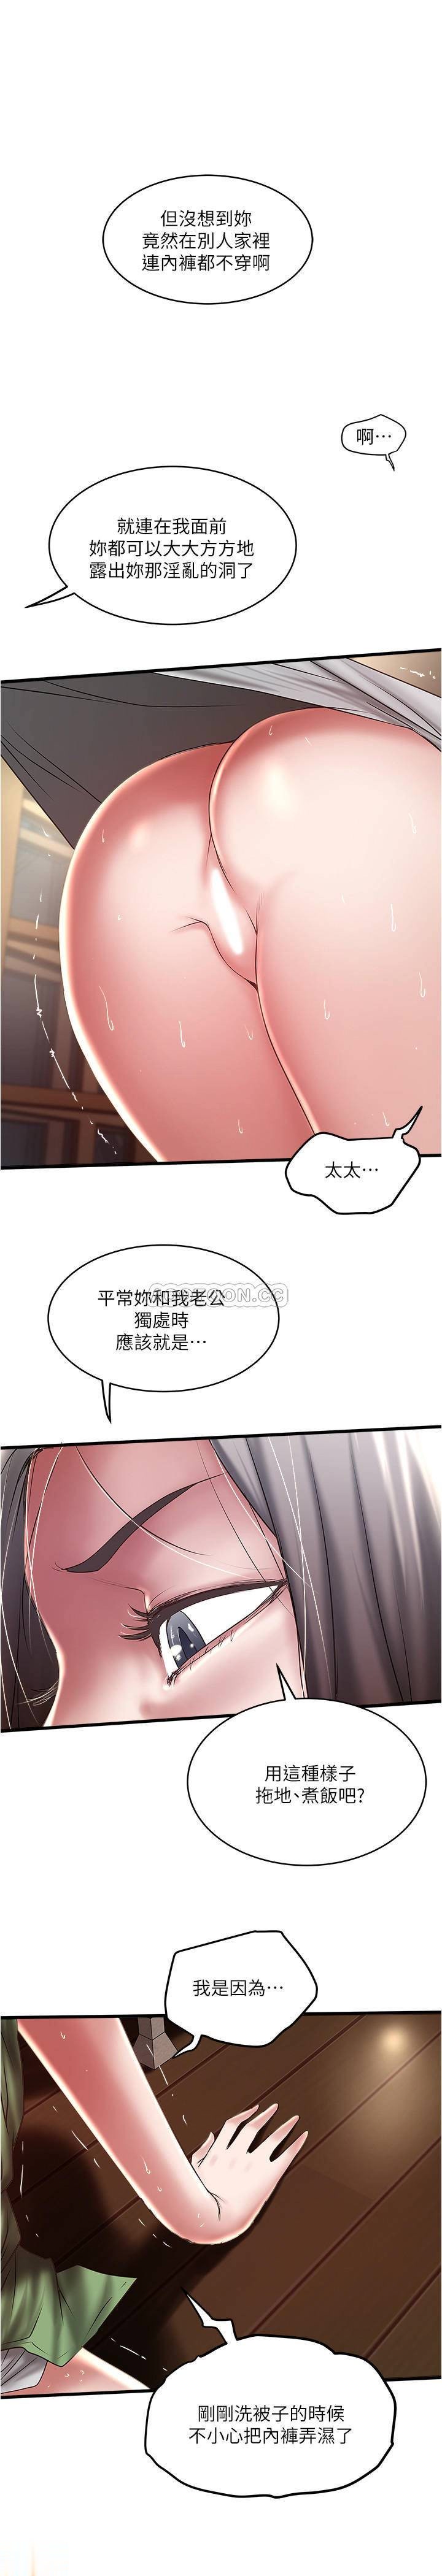 但沒想到妳
竟然在別人家裡
連內褲都不穿啊
啊…
就連在我面前
妳都可以大大方方地
露出妳那淫亂的洞了
太太…
平常妳和我老公
獨處時
應該就是…
用這種樣子
拖地、煮飯吧?
我是因為…
剛剛洗被子的時候
不小心把內褲弄濕了